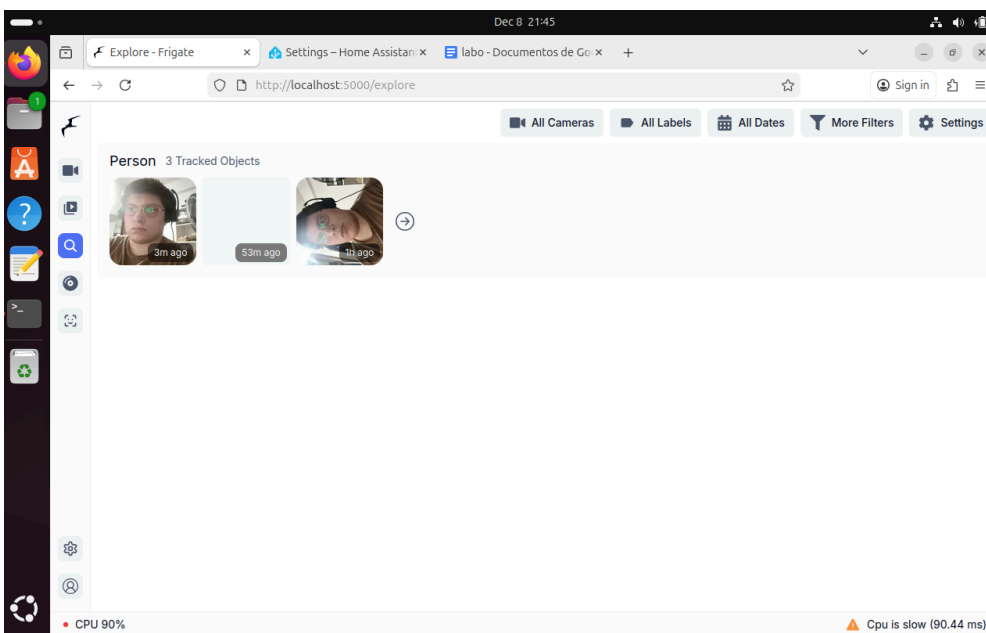 Dec 8 21:45
Explore - Frigate
Settings – Home Assistant
labo - Documentos de Go
http://localhost:5000/explore
Sign in
1
All Cameras
All Labels
All Dates
More Filters
Settings
Person 3 Tracked Objects
3m ago
53m ago
1h ago
CPU 90%
Cpu is slow (90.44 ms)